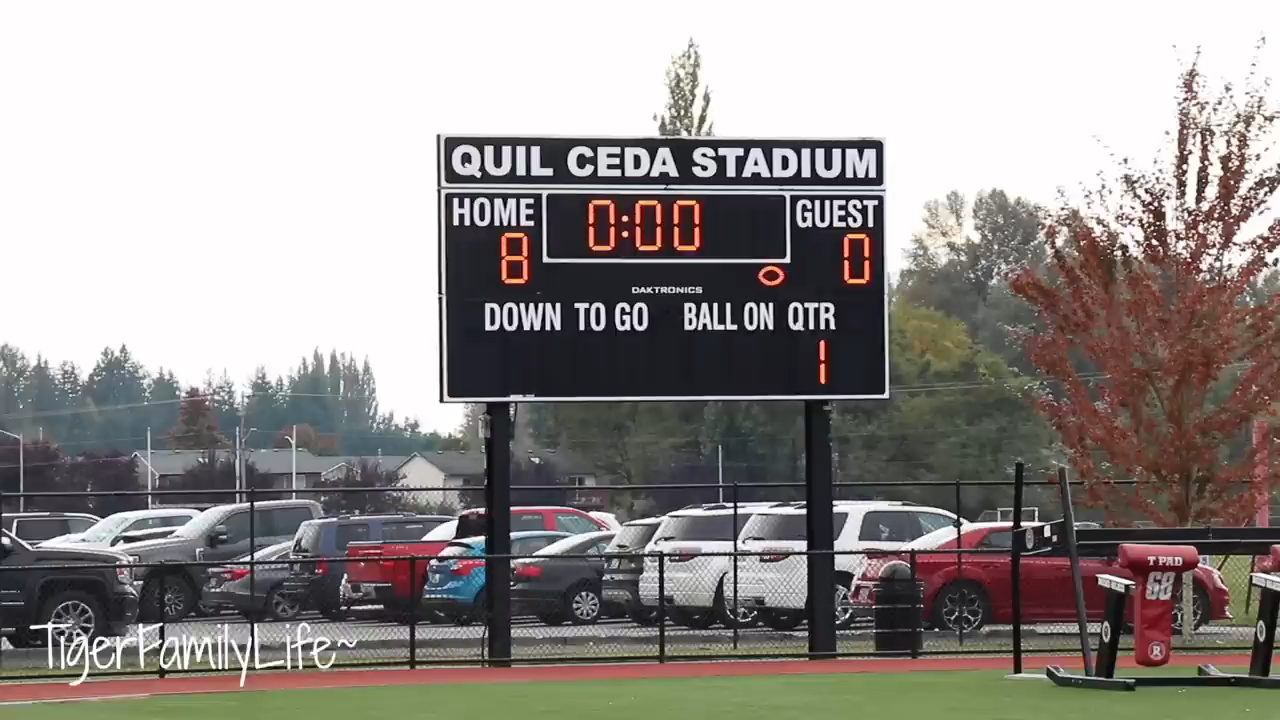 QUIL CEDA STADIUM
HOME 0:00 GUEST
8 0
DAKTRONICS
DOWN TO GO BALL ON QTR
1
T PAD
68
R
TigerFamilyLife~